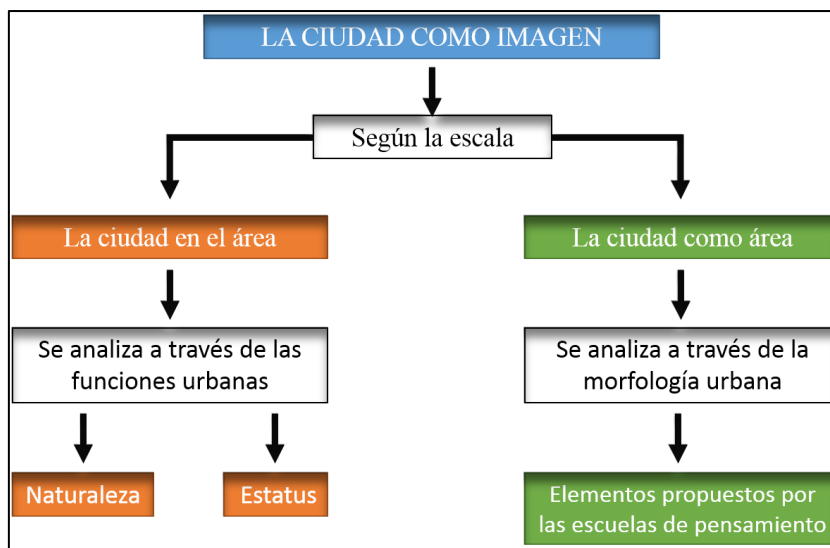 LA CIUDAD COMO IMAGEN
Según la escala
La ciudad en el área
La ciudad como área
Se analiza a través de las
funciones urbanas
Se analiza a través de la
morfología urbana
Naturaleza
Estatus
Elementos propuestos por
las escuelas de pensamiento